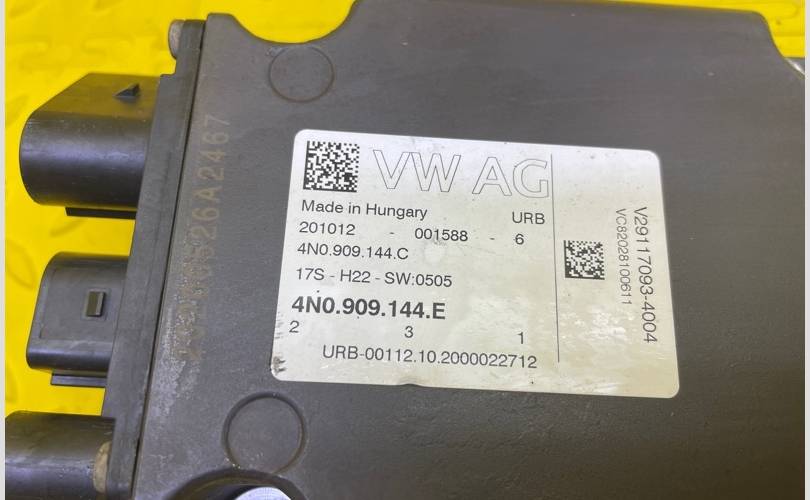 VW AG
Made in Hungary URB
201012 - 001588 - 6
4N0.909.144.C
17S - H22 - SW:0505
4N0.909.144.E
2 3 1
URB-00112.10.2000022712
V29117093-4004
VC82028100611